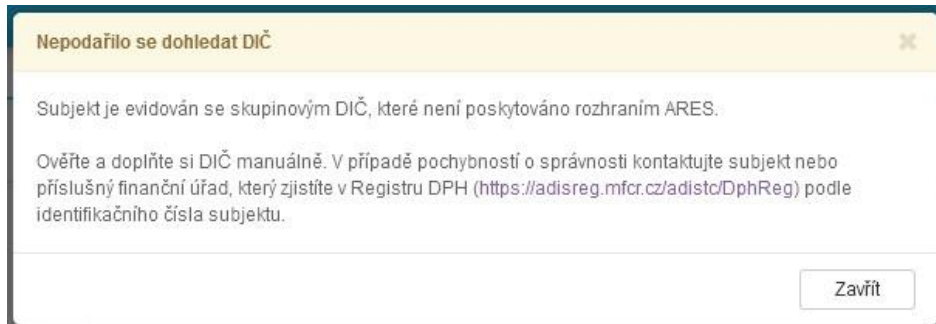 Nepodařilo se dohledat DIČ
Subjekt je evidován se skupinovým DIČ, které není poskytováno rozhraním ARES.
Ověřte a doplňte si DIČ manuálně. V případě pochybností o správnosti kontaktujte subjekt nebo
příslušný finanční úřad, který zjistíte v Registru DPH (https://adisreg.mfcr.cz/adistc/DphReg) podle
identifikačního čísla subjektu.
Zavřít